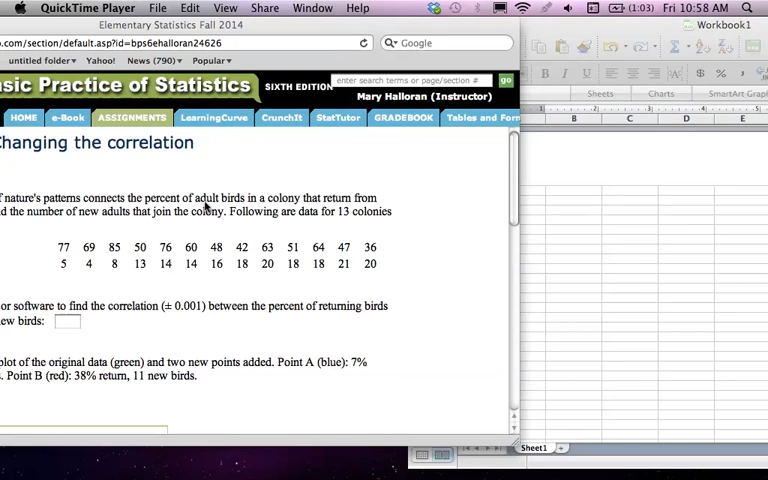 QuickTime Player File Edit View Share Window Help (1:03) Fri 10:58 AM
Elementary Statistics Fall 2014
Workbook1
o.com/section/default.asp?id=bps6ehalloran24626
Google
untitled folder Yahoo! News (790) Popular
sic Practice of Statistics SIXTH EDITION
enter search terms or page/section # go
Mary Halloran (Instructor)
Sheets Charts SmartArt Grap
HOME e-Book ASSIGNMENTS LearningCurve CrunchIt StatTutor GRADEBOOK Tables and Form
B C D E
Changing the correlation
f nature's patterns connects the percent of adult birds in a colony that return from
d the number of new adults that join the colony. Following are data for 13 colonies
77 69 85 50 76 60 48 42 63 51 64 47 36
5 4 8 13 14 14 16 18 20 18 18 21 20
or software to find the correlation (± 0.001) between the percent of returning birds
ew birds:
plot of the original data (green) and two new points added. Point A (blue): 7%
s. Point B (red): 38% return, 11 new birds.
Sheet1